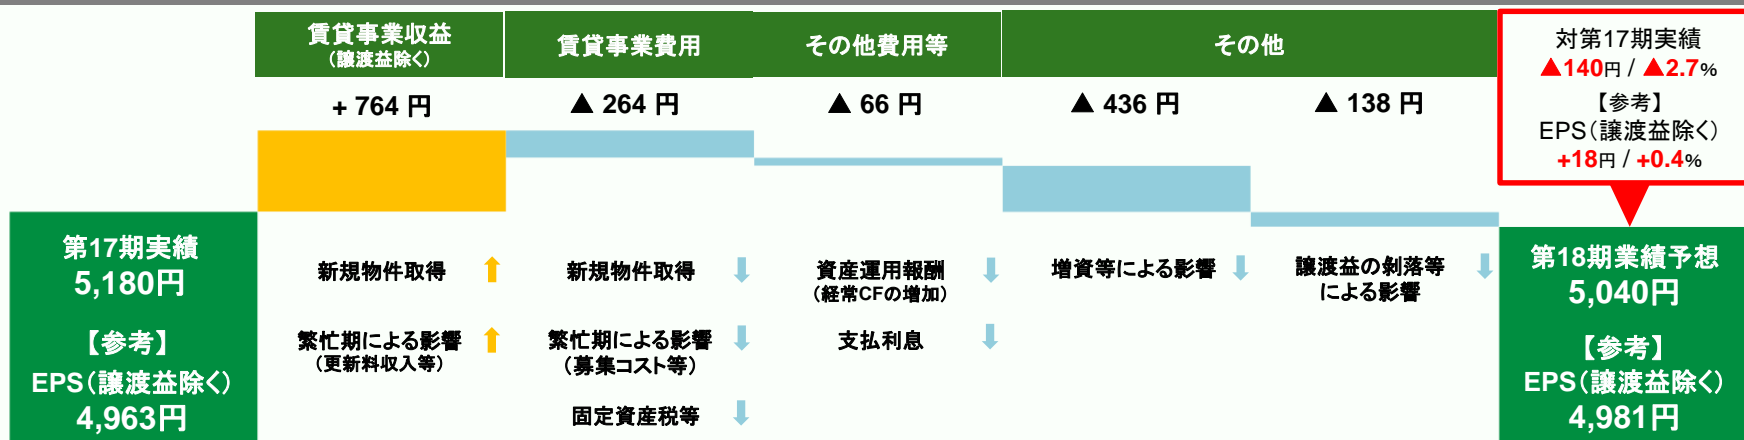 賃貸事業収益
(譲渡益除く)
賃貸事業費用
その他費用等
その他
+ 764 円
▲ 264 円
▲ 66 円
▲ 436 円
▲ 138 円
対第17期実績
▲140円 / ▲2.7%
【参考】
EPS(譲渡益除く)
+18円 / +0.4%
第17期実績
5,180円
【参考】
EPS(譲渡益除く)
4,963円
新規物件取得
繁忙期による影響
(更新料収入等)
新規物件取得
繁忙期による影響
(募集コスト等)
固定資産税等
資産運用報酬
(経常CFの増加)
支払利息
増資等による影響
譲渡益の剝落等
による影響
第18期業績予想
5,040円
【参考】
EPS(譲渡益除く)
4,981円